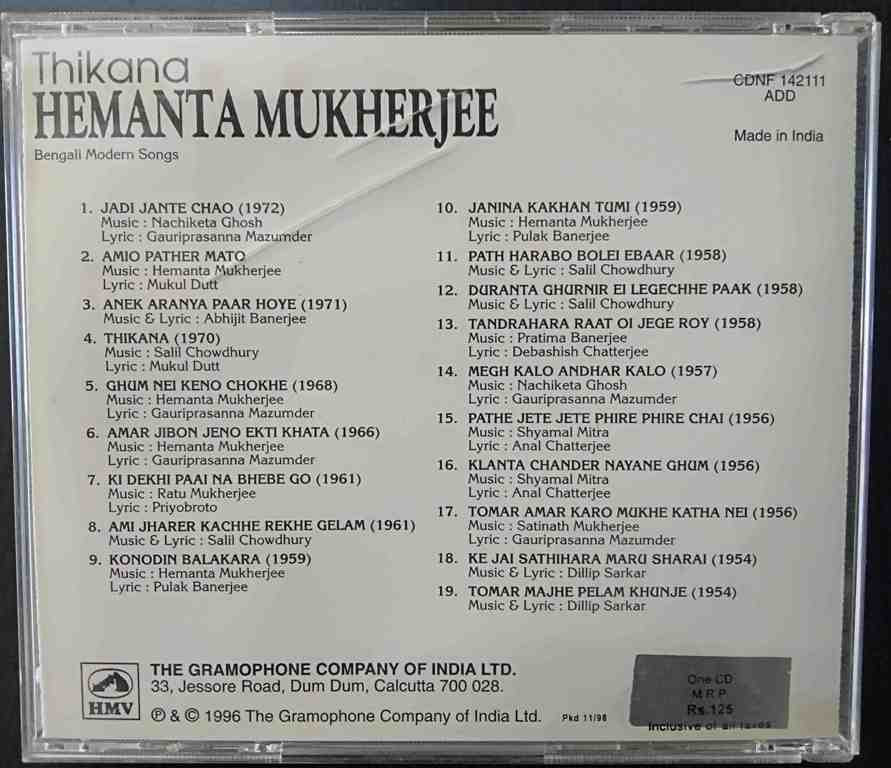 Thikana
HEMANTA MUKHERJEE
Bengali Modern Songs
CDNF 142111
ADD
Made in India
1. JADI JANTE CHAO (1972)
Music : Nachiketa Ghosh
Lyric : Gauriprasanna Mazumder
2. AMIO PATHER MATO
Music : Hemanta Mukherjee
Lyric : Mukul Dutt
3. ANEK ARANYA PAAR HOYE (1971)
Music & Lyric : Abhijit Banerjee
4. THIKANA (1970)
Music : Salil Chowdhury
Lyric : Mukul Dutt
5. GHUM NEI KENO CHOKHE (1968)
Music : Hemanta Mukherjee
Lyric : Gauriprasanna Mazumder
6. AMAR JIBON JENO EKTI KHATA (1966)
Music : Hemanta Mukherjee
Lyric : Gauriprasanna Mazumder
7. KI DEKHI PAAI NA BHEBE GO (1961)
Music : Ratu Mukherjee
Lyric : Priyobroto
8. AMI JHARER KACHHE REKHE GELAM (1961)
Music & Lyric : Salil Chowdhury
9. KONODIN BALAKARA (1959)
Music : Hemanta Mukherjee
Lyric : Pulak Banerjee
10. JANINA KAKHAN TUMI (1959)
Music : Hemanta Mukherjee
Lyric : Pulak Banerjee
11. PATH HARABO BOLEI EBAAR (1958)
Music & Lyric : Salil Chowdhury
12. DURANTA GHURNIR EI LEGECHHE PAAK (1958)
Music & Lyric : Salil Chowdhury
13. TANDRAHARA RAAT OI JEGE ROY (1958)
Music : Pratima Banerjee
Lyric : Debashish Chatterjee
14. MEGH KALO ANDHAR KALO (1957)
Music : Nachiketa Ghosh
Lyric : Gauriprasanna Mazumder
15. PATHE JETE JETE PHIRE PHIRE CHAI (1956)
Music : Shyamal Mitra
Lyric : Anal Chatterjee
16. KLANTA CHANDER NAYANE GHUM (1956)
Music : Shyamal Mitra
Lyric : Anal Chatterjee
17. TOMAR AMAR KARO MUKHE KATHA NEI (1956)
Music : Satinath Mukherjee
Lyric : Gauriprasanna Mazumder
18. KE JAI SATHIHARA MARU SHARAI (1954)
Music & Lyric : Dillip Sarkar
19. TOMAR MAJHE PELAM KHUNJE (1954)
Music & Lyric : Dillip Sarkar
HMV
THE GRAMOPHONE COMPANY OF INDIA LTD.
33, Jessore Road, Dum Dum, Calcutta 700 028.
℗ & © 1996 The Gramophone Company of India Ltd.
Pkd 11/98
One CD
M R P
Rs.125
Inclusive of all taxes